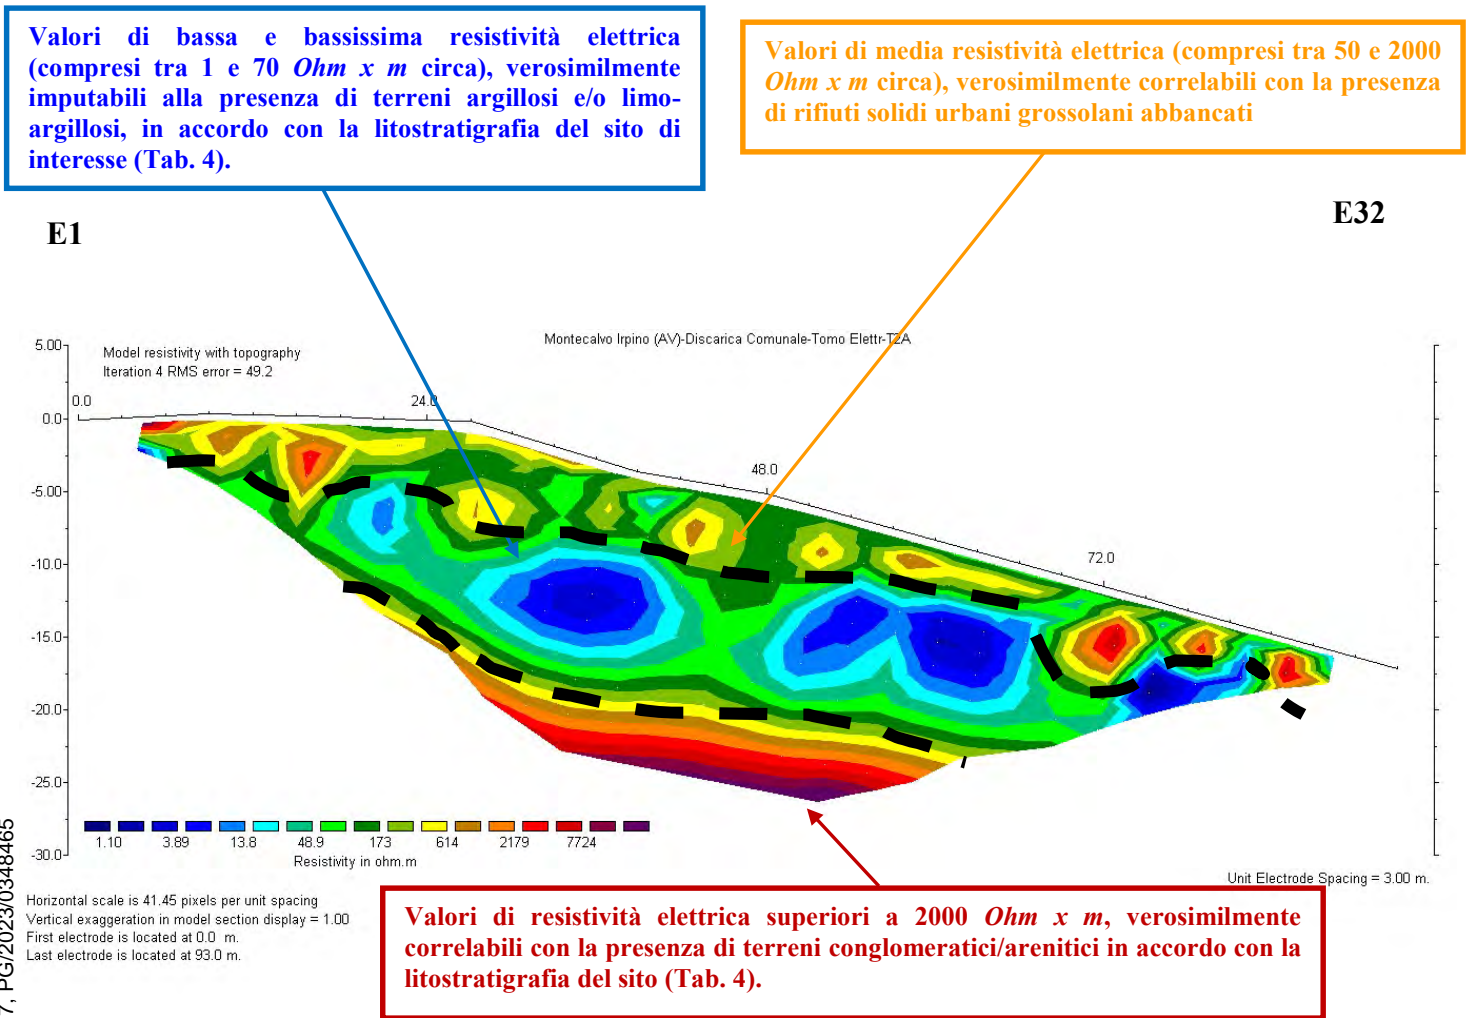 Valori di bassa e bassissima resistività elettrica
(compresi tra 1 e 70 Ohm x m circa), verosimilmente
imputabili alla presenza di terreni argillosi e/o limo-
argillosi, in accordo con la litostratigrafia del sito di
interesse (Tab. 4).
Valori di media resistività elettrica (compresi tra 50 e 2000
Ohm x m circa), verosimilmente correlabili con la presenza
di rifiuti solidi urbani grossolani abbancati
E1
E32
Montecalvo Irpino (AV)-Discarica Comunale-Tomo Elettr-T2A
Model resistivity with topography
Iteration 4 RMS error = 49.2
5.00
0.0
-5.00
-10.0
-15.0
-20.0
-25.0
-30.0
0.0
24.0
48.0
72.0
1.10 3.89 13.8 48.9 173 614 2179 7724
Resistivity in ohm.m
Unit Electrode Spacing = 3.00 m.
Horizontal scale is 41.45 pixels per unit spacing
Vertical exaggeration in model section display = 1.00
First electrode is located at 0.0 m.
Last electrode is located at 93.0 m.
Valori di resistività elettrica superiori a 2000 Ohm x m, verosimilmente
correlabili con la presenza di terreni conglomeratici/arenitici in accordo con la
litostratigrafia del sito (Tab. 4).
7, PG/2023/0348465